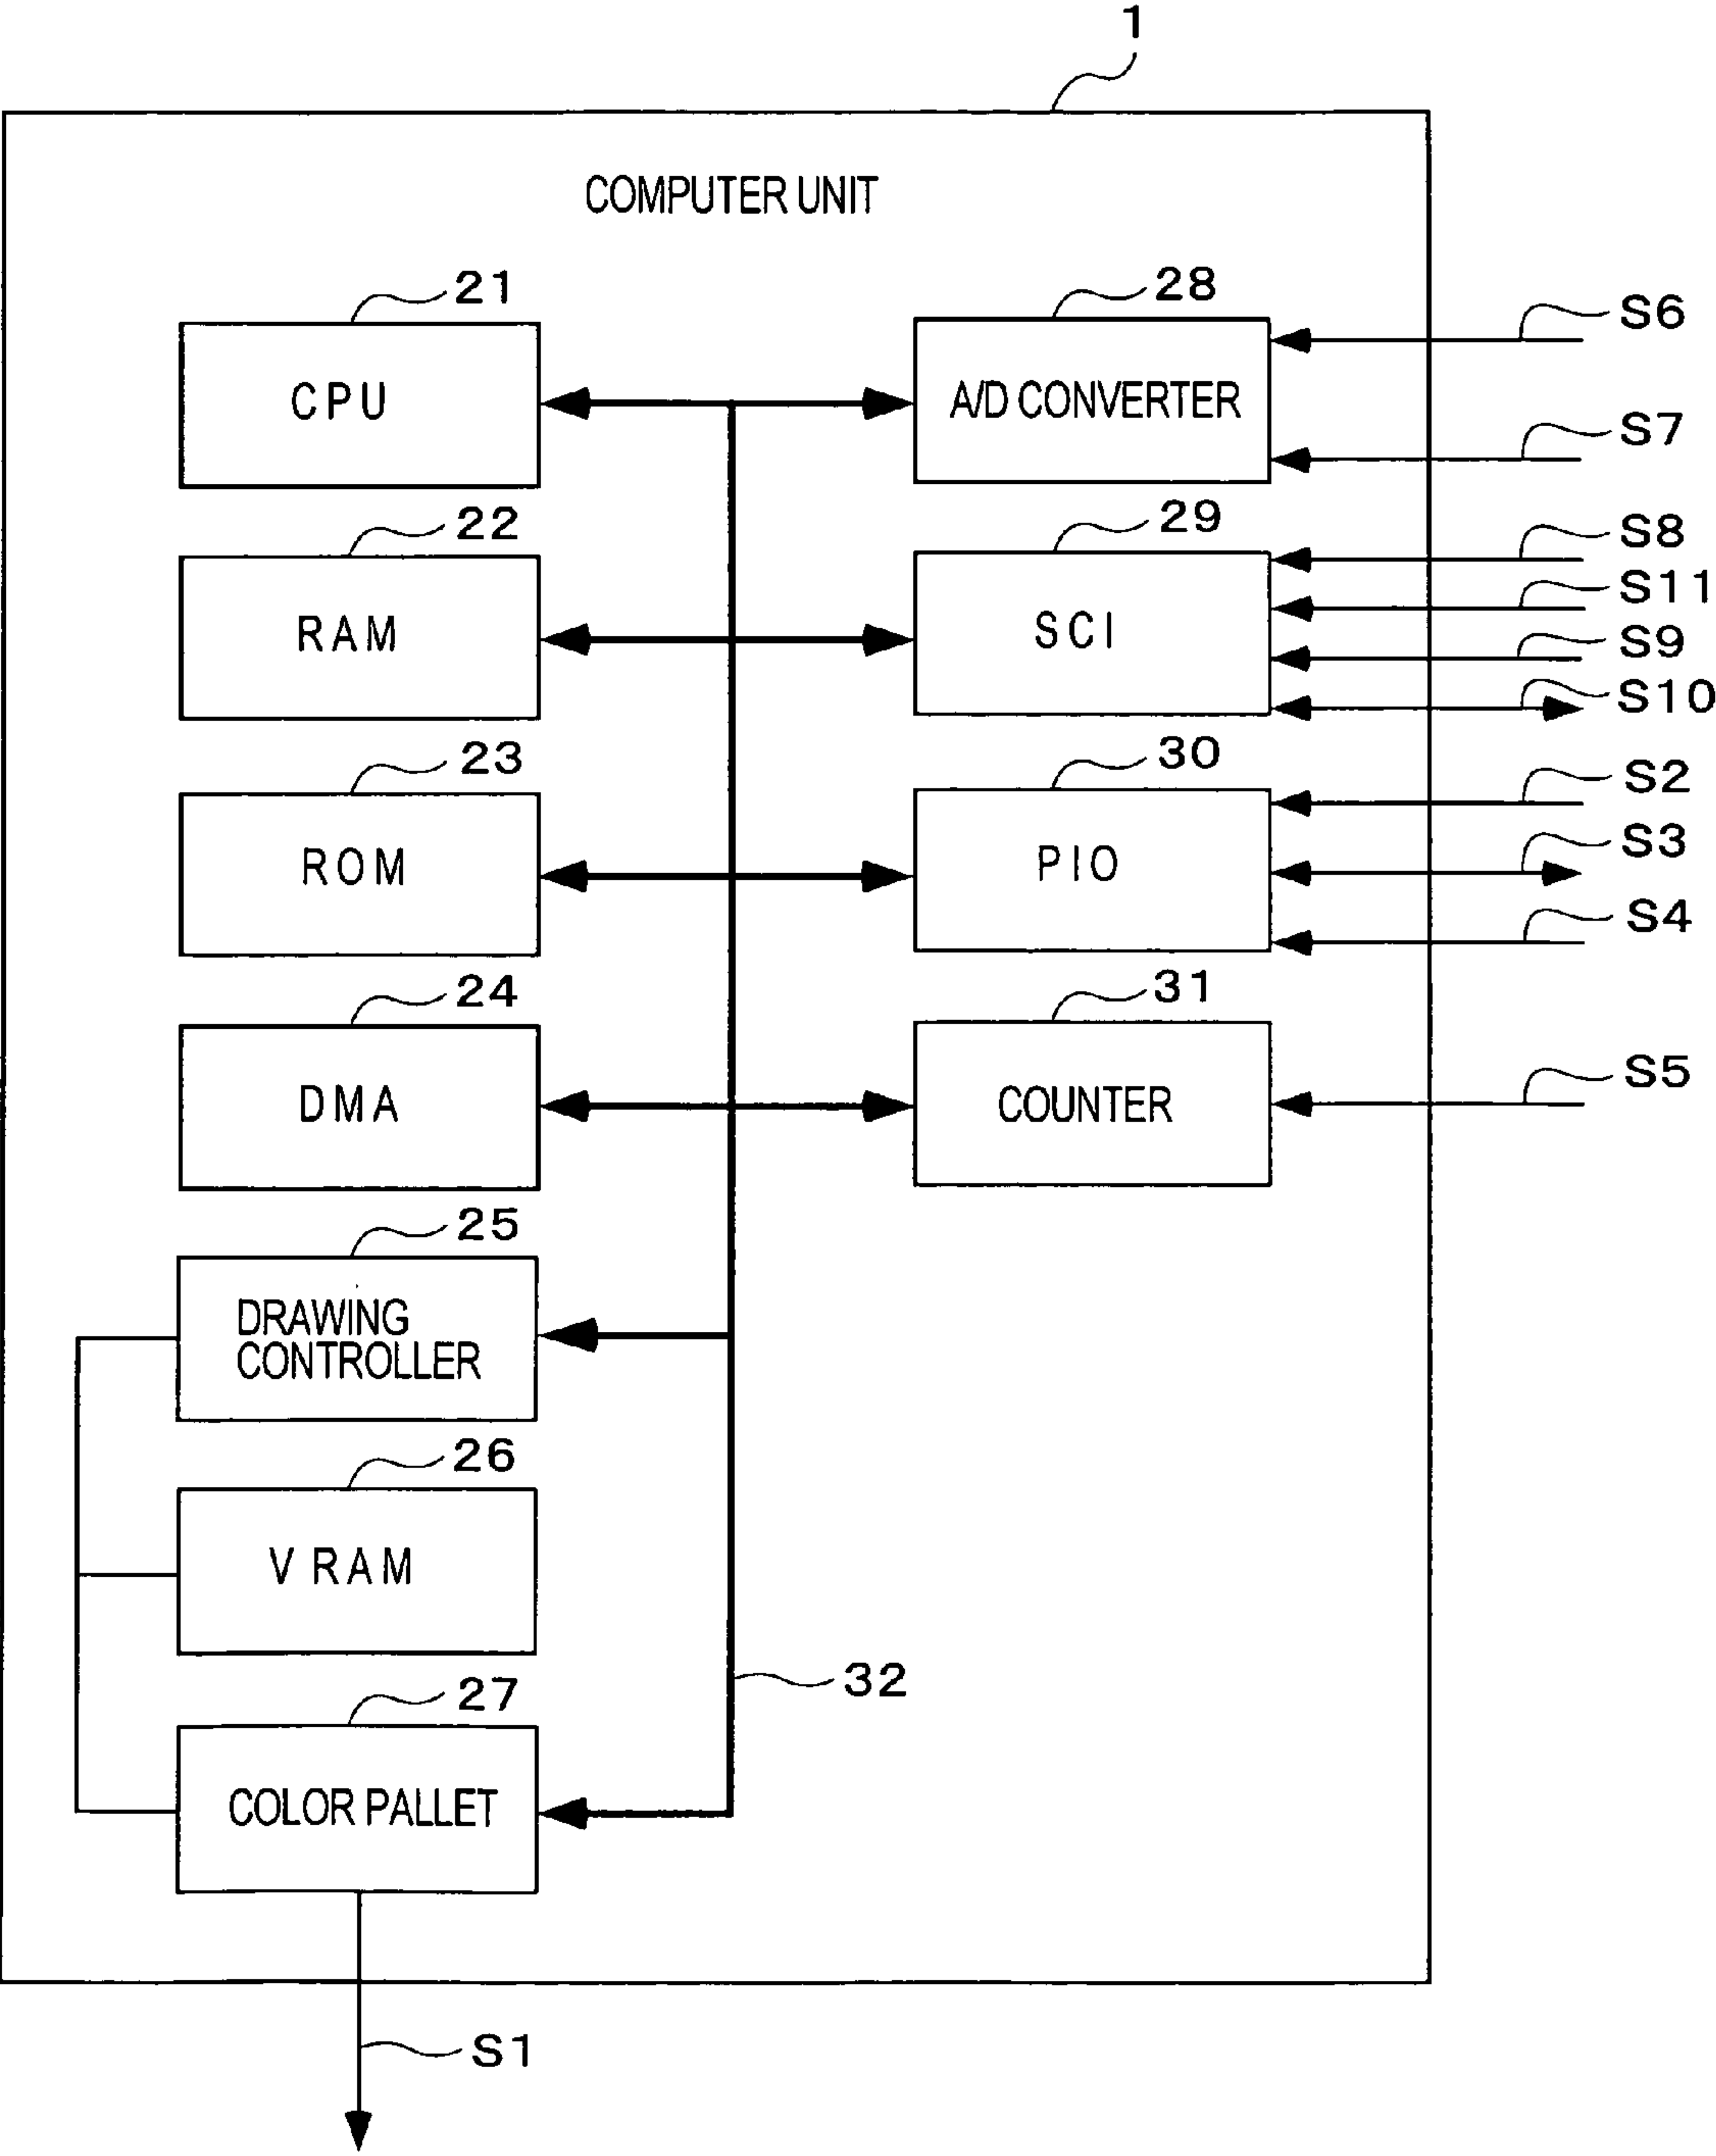 1
COMPUTER UNIT
21
CPU
28
A/D CONVERTER
S6
S7
22
RAM
29
SCI
S8
S11
S9
S10
23
ROM
30
PIO
S2
S3
S4
24
DMA
31
COUNTER
S5
25
DRAWING
CONTROLLER
26
V RAM
27
COLOR PALLET
32
S1